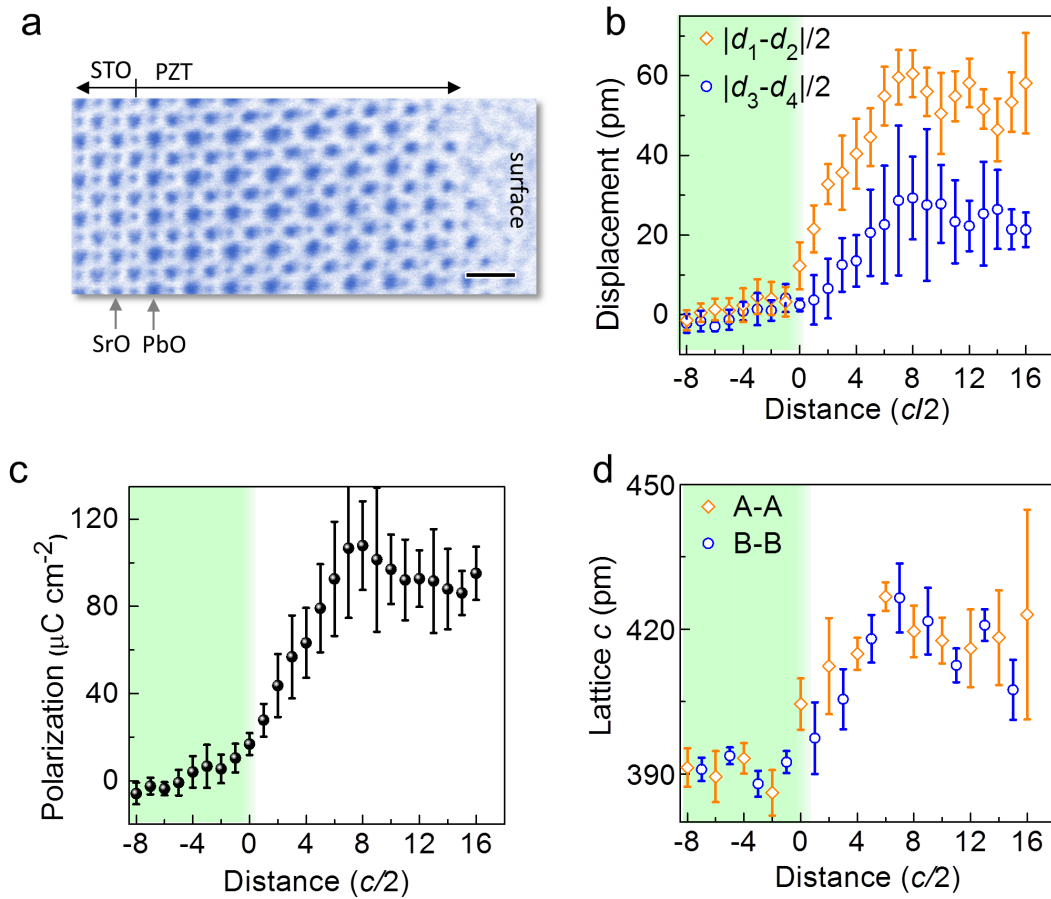 a
STO PZT
surface
SrO PbO
b
|d1-d2|/2
|d3-d4|/2
Displacement (pm)
60
40
20
0
-8 -4 0 4 8 12 16
Distance (c/2)
c
Polarization (μC cm⁻²)
120
80
40
0
-8 -4 0 4 8 12 16
Distance (c/2)
d
A-A
B-B
Lattice c (pm)
450
420
390
-8 -4 0 4 8 12 16
Distance (c/2)